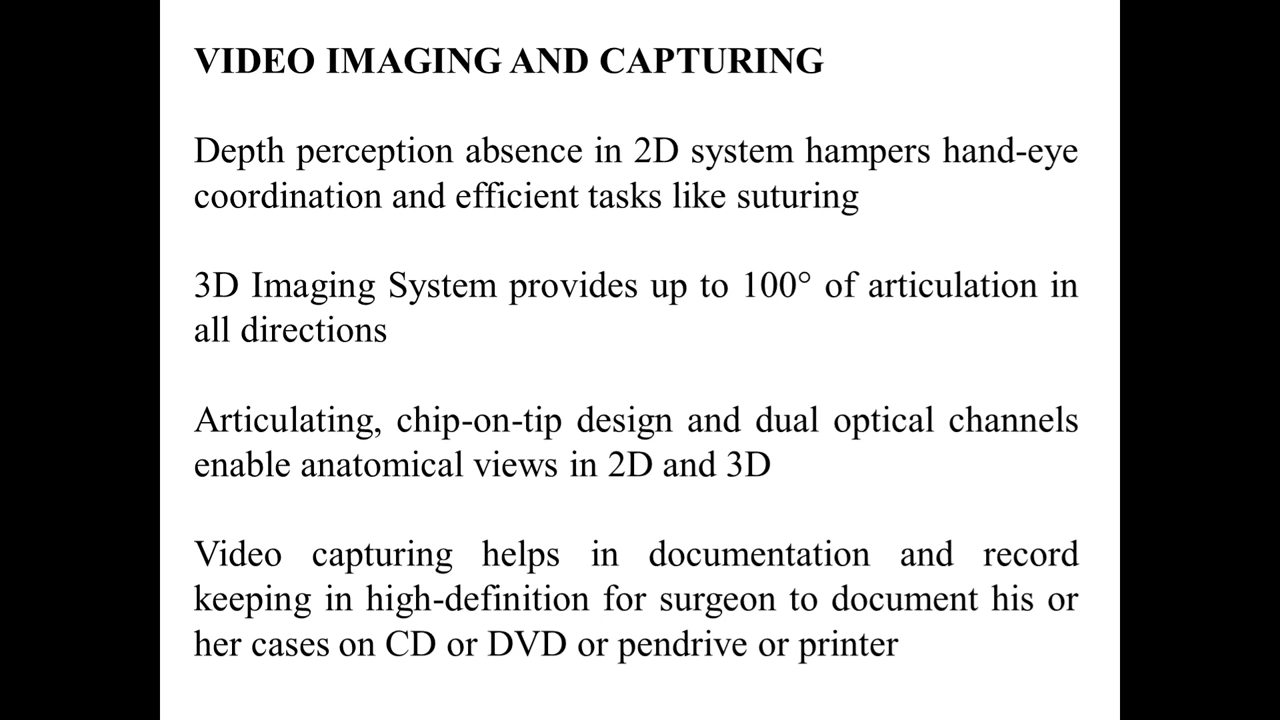 VIDEO IMAGING AND CAPTURING
Depth perception absence in 2D system hampers hand-eye
coordination and efficient tasks like suturing
3D Imaging System provides up to 100° of articulation in
all directions
Articulating, chip-on-tip design and dual optical channels
enable anatomical views in 2D and 3D
Video capturing helps in documentation and record
keeping in high-definition for surgeon to document his or
her cases on CD or DVD or pendrive or printer